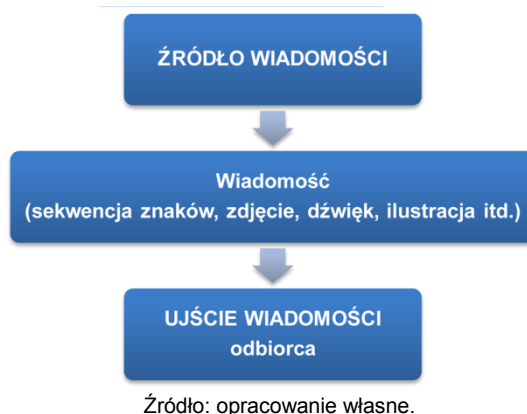 ŹRÓDŁO WIADOMOŚCI
Wiadomość
(sekwencja znaków, zdjęcie, dźwięk, ilustracja itd.)
UJŚCIE WIADOMOŚCI
odbiorca
Źródło: opracowanie własne.